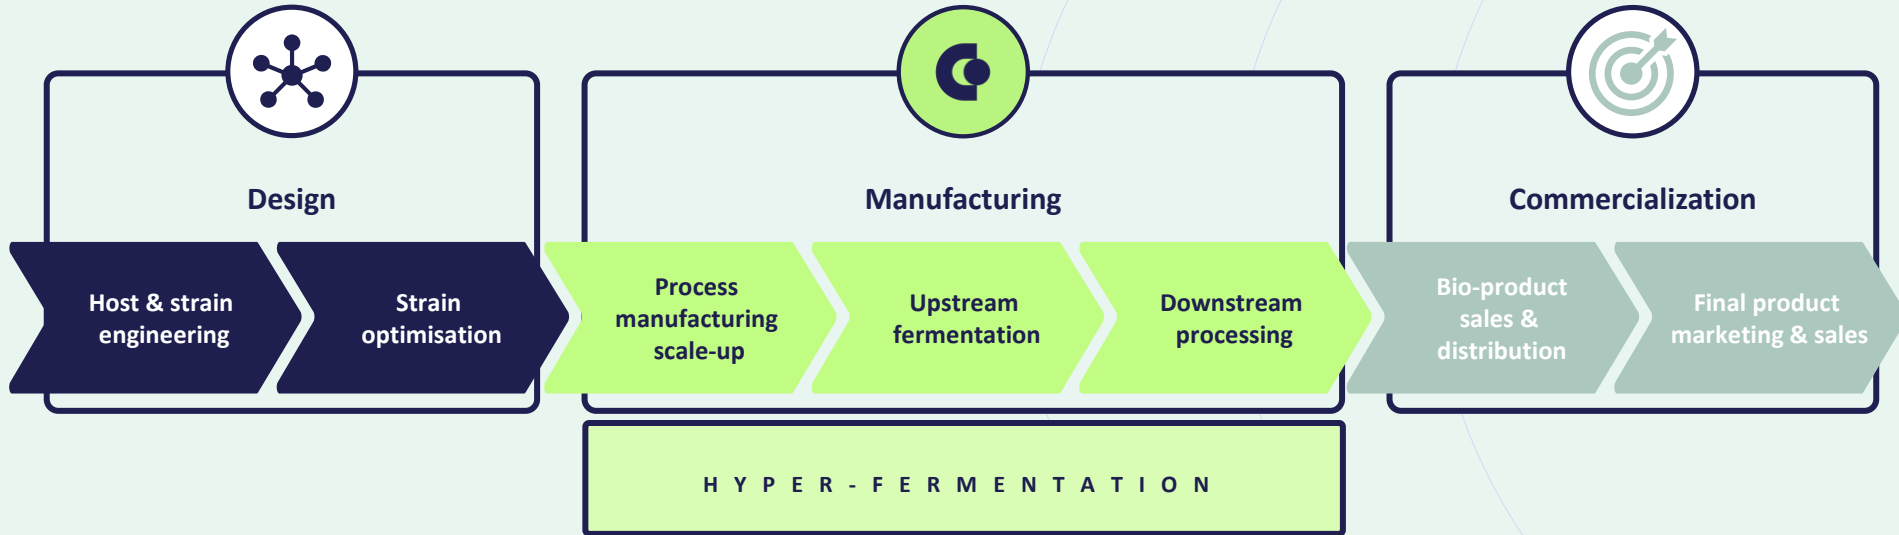 Design
Manufacturing
Commercialization
Host & strain
engineering
Strain
optimisation
Process
manufacturing
scale-up
Upstream
fermentation
Downstream
processing
Bio-product
sales &
distribution
Final product
marketing & sales
HYPER-FERMENTATION